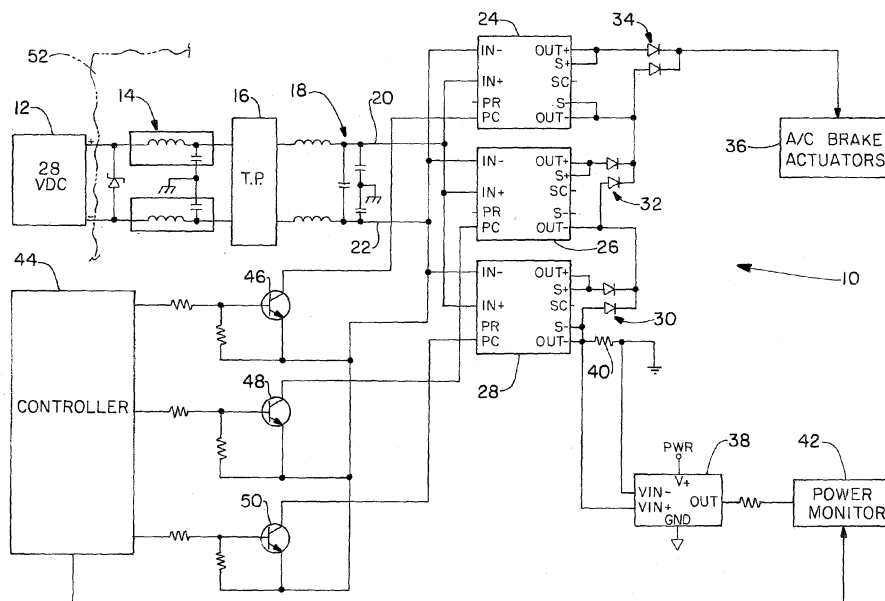 52
12
28
VDC
+
-
14
16
T.P.
18
20
22
24
IN-
IN+
PR
PC
OUT+
S+
SC
S-
OUT-
34
36
A/C BRAKE
ACTUATORS
IN-
IN+
PR
PC
OUT+
S+
SC
S-
OUT-
26
32
IN-
IN+
PR
PC
OUT+
S+
SC
S-
OUT-
28
30
40
10
44
CONTROLLER
46
48
50
PWR
38
V+
VIN-
VIN+
OUT
GND
42
POWER
MONITOR